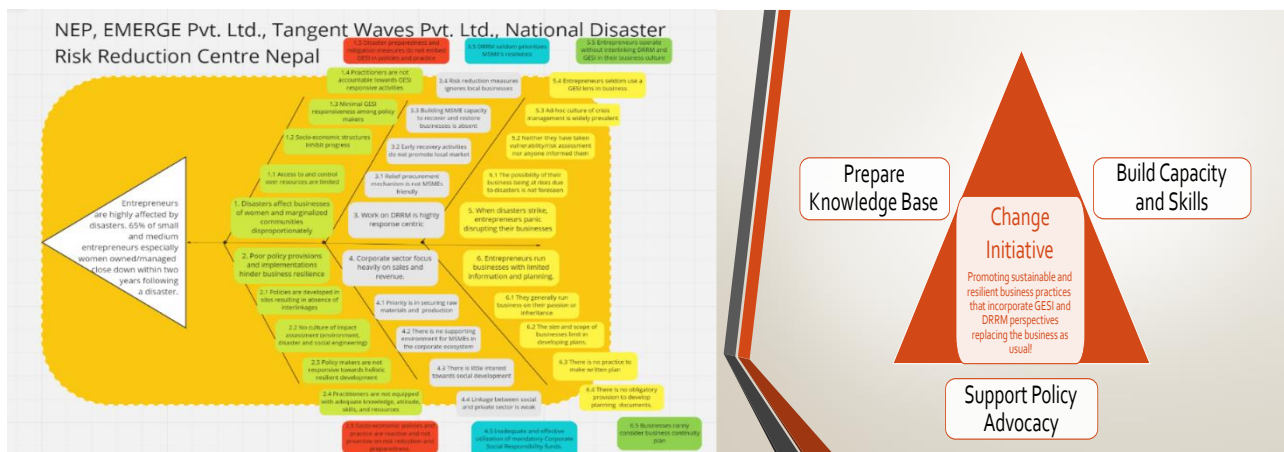 NEP, EMERGE Pvt. Ltd., Tangent Waves Pvt. Ltd., National Disaster
Risk Reduction Centre Nepal
1.5 Disaster preparedness and
mitigation measures do not embed
GESI in policies and practice
3.5 DRRM seldom prioritizes
MSME's resilience
5.5 Entrepreneurs operate
without interlinking DRRM and
GESI in their business culture
1.4 Practitioners are not
accountable towards GESI
responsive activities
3.4 Risk reduction measures
ignores local businesses
5.4 Entrepreneurs seldom use a
GESI lens in business
1.3 Minimal GESI
responsiveness among policy
makers
3.3 Building MSME capacity
to recover and restore
businesses is absent
5.3 Ad-hoc culture of crisis
management is widely prevalent
1.2 Socio-economic structures
inhibit progress
3.2 Early recovery activities
do not promote local market
5.2 Neither they have taken
vulnerability/risk assessment
nor anyone informed them
1.1 Access to and control
over resources are limited
3.1 Relief procurement
mechanism is not MSMEs
friendly
5.1 The possibility of their
business being at risks due
to disasters is not foreseen
1. Disasters affect businesses
of women and marginalized
communities
disproportionately
3. Work on DRRM is highly
response centric
5. When disasters strike,
entrepreneurs panic
disrupting their businesses
Entrepreneurs
are highly affected by
disasters. 65% of small
and medium
entrepreneurs especially
women owned/managed
close down within two
years following
a disaster.
2. Poor policy provisions
and implementations
hinder business resilience
4. Corporate sector focus
heavily on sales and
revenue.
6. Entrepreneurs run
businesses with limited
information and planning.
2.1 Policies are developed in
silos resulting in absence of
interlinkages
4.1 Priority is in securing raw
materials and production
6.1 They generally run
business on their passion or
inheritance
2.2 No culture of impact
assessment (environment,
disaster and social engineering)
4.2 There is no supporting
environment for MSMEs in
the corporate ecosystem
6.2 The size and scope of
businesses limit in
developing plans.
2.3 Policy makers are not
responsive towards holistic
resilient development
4.3 There is little interest
towards social development
6.3 There is no practice to
make written plan
2.4 Practitioners are not equipped
with adequate knowledge, attitude,
skills, and resources
4.4 Linkage between social
and private sector is weak
6.4 There is no obligatory
provision to develop
planning documents.
2.5 Socio-economic policies and
practice are reactive and not
proactive on risk reduction and
preparedness.
4.5 Inadequate and effective
utilization of mandatory Corporate
Social Responsibility funds.
6.5 Businesses rarely
consider business continuity
plan
Prepare
Knowledge Base
Build Capacity
and Skills
Change
Initiative
Promoting sustainable and
resilient business practices
that incorporate GESI and
DRRM perspectives
replacing the business as
usual!
Support Policy
Advocacy